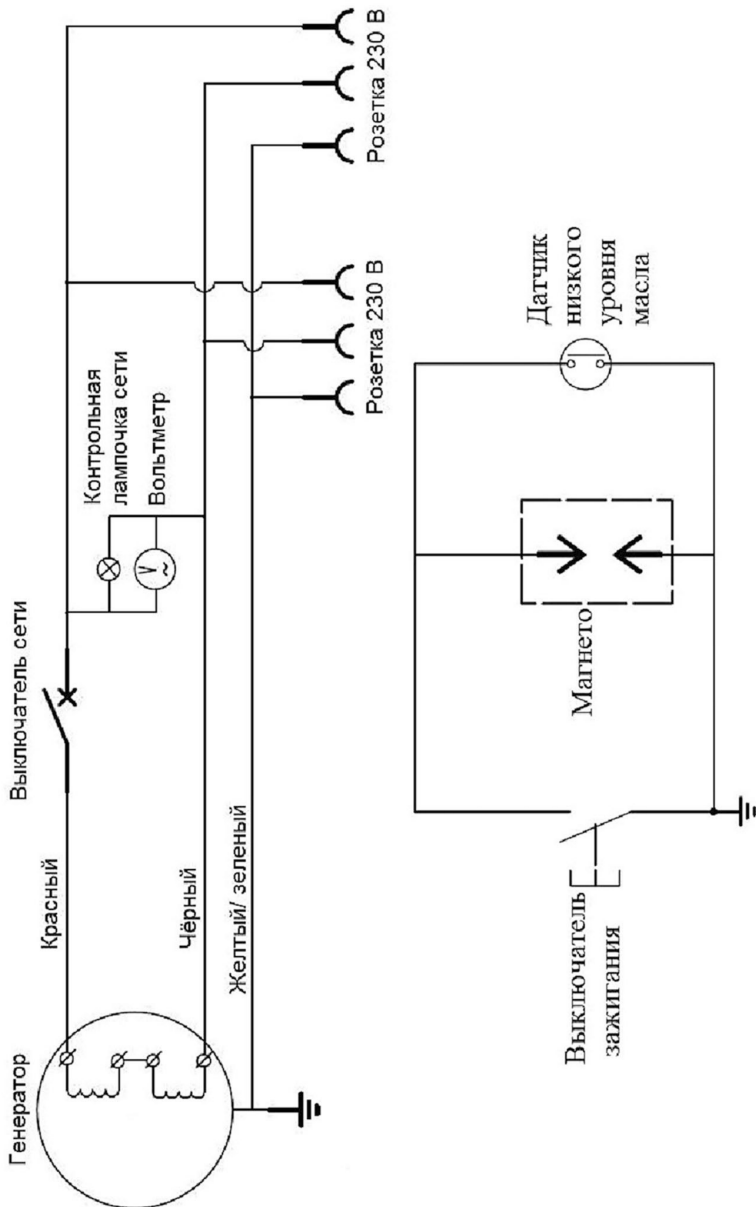 Генератор
Красный
Чёрный
Желтый/ зеленый
Выключатель сети
Контрольная
лампочка сети
Вольтметр
V
~
Розетка 230 В
Розетка 230 В
Выключатель
зажигания
Магнето
Датчик
низкого
уровня
масла